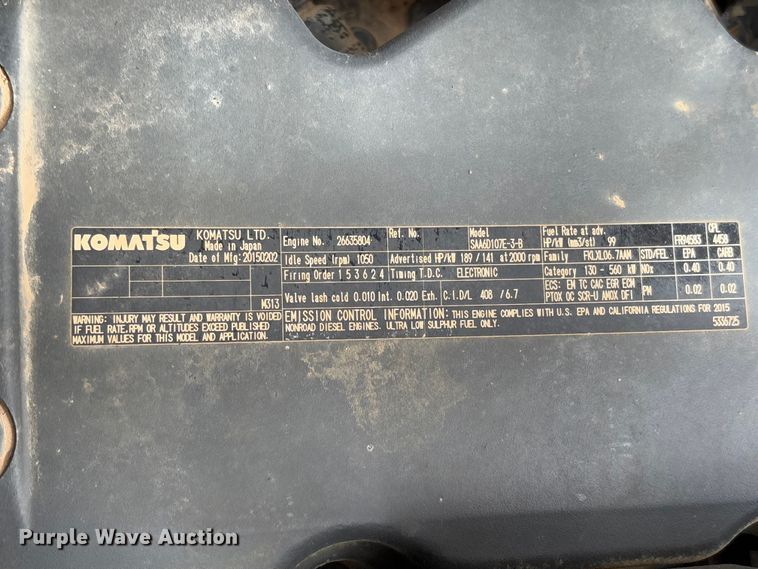 KOMATSU
KOMATSU LTD.
Made in Japan
Date of Mfg:20150202
M313
WARNING: INJURY MAY RESULT AND WARRANTY IS VOIDED
IF FUEL RATE,RPM OR ALTITUDES EXCEED PUBLISHED
MAXIMUM VALUES FOR THIS MODEL AND APPLICATION.
Engine No. 26635804 Ref.No. Model SAA6D107E-3-B
Idle Speed (rpm) 1050 Advertised HP/kW 189 / 141 at 2000 rpm
Firing Order 1 5 3 6 2 4 Timing T.D.C. ELECTRONIC
Valve lash cold 0.010 Int. 0.020 Exh. C.I.D/L 408 / 6.7
Fuel Rate at adv.
HP/kW (mm3/st) 99 FR94583 CPL 4458
Family FKLXL06.7AAM STD/FEL EPA CARB
Category 130 - 560 kW NOx 0.40 0.40
ECS: EM TC CAC EGR ECM
PTOX OC SCR-U AMOX DFI PM 0.02 0.02
EMISSION CONTROL INFORMATION: THIS ENGINE COMPLIES WITH U.S. EPA AND CALIFORNIA REGULATIONS FOR 2015
NONROAD DIESEL ENGINES. ULTRA LOW SULPHUR FUEL ONLY. 5336725
Purple Wave Auction